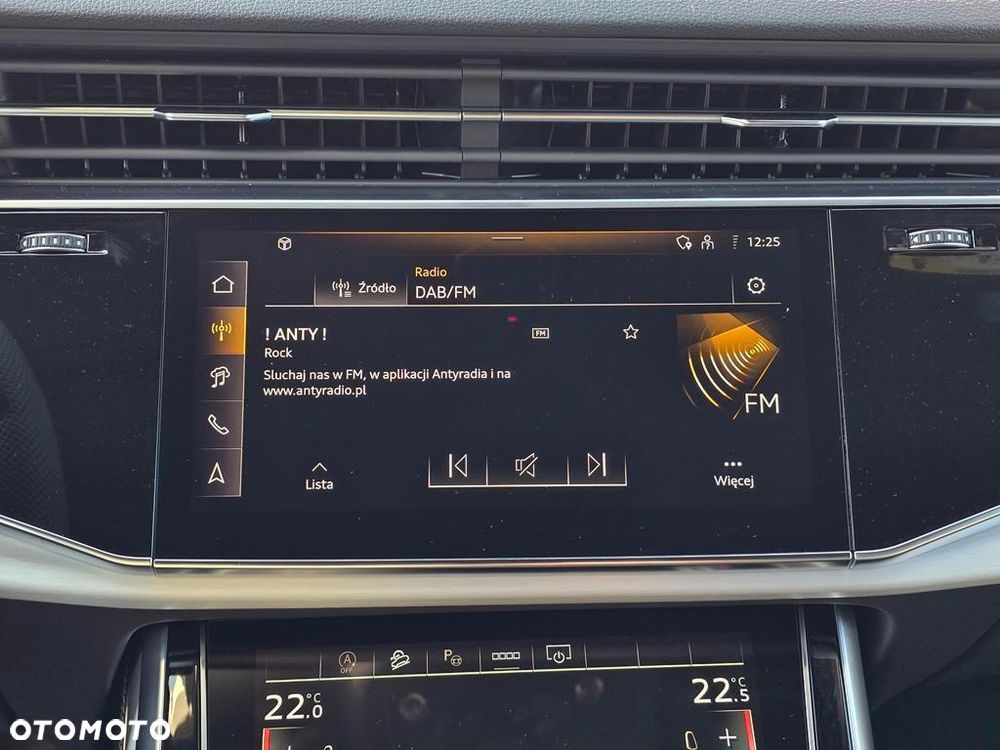 12:25
Radio
Źródło
DAB/FM
! ANTY !
FM
Rock
Sluchaj nas w FM, w aplikacji Antyradia i na
www.antyradio.pl
FM
Lista
Więcej
A
OFF
P
22.0 °C
22.5 °C
OTOMOTO